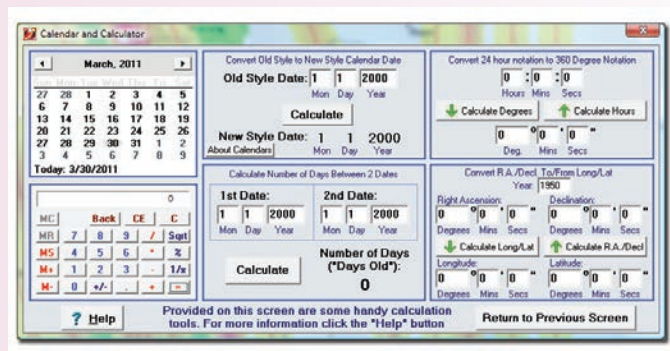 Calendar and Calculator
March, 2011
Sun Mon Tue Wed Thu Fri Sat
27 28 1 2 3 4 5
6 7 8 9 10 11 12
13 14 15 16 17 18 19
20 21 22 23 24 25 26
27 28 29 30 31 1 2
3 4 5 6 7 8 9
Today: 3/30/2011
0
MC Back CE C
MR 7 8 9 / Sqrt
MS 4 5 6 * %
M+ 1 2 3 - 1/x
M- 0 +/- . + =
Convert Old Style to New Style Calendar Date
Old Style Date: 1 1 2000
Mon Day Year
Calculate
New Style Date: 1 1 2000
About Calendars Mon Day Year
Calculate Number of Days Between 2 Dates
1st Date: 2nd Date:
1 1 2000 1 1 2000
Mon Day Year Mon Day Year
Calculate
Number of Days
("Days Old"):
0
Convert 24 hour notation to 360 Degree Notation
0 : 0 : 0
Hours Mins Secs
Calculate Degrees Calculate Hours
0 ° 0 ' 0 "
Deg. Mins Secs
Convert R.A./Decl. To/From Long/Lat
Year: 1950
Right Ascension: Declination:
0 ° 0 ' 0 " 0 ° 0 ' 0 "
Degrees Mins Secs Degrees Mins Secs
Calculate Long/Lat Calculate R.A./Decl
Longitude: Latitude:
0 ° 0 ' 0 " 0 ° 0 ' 0 "
Degrees Mins Secs Degrees Mins Secs
? Help
Provided on this screen are some handy calculation
tools. For more information click the "Help" button
Return to Previous Screen